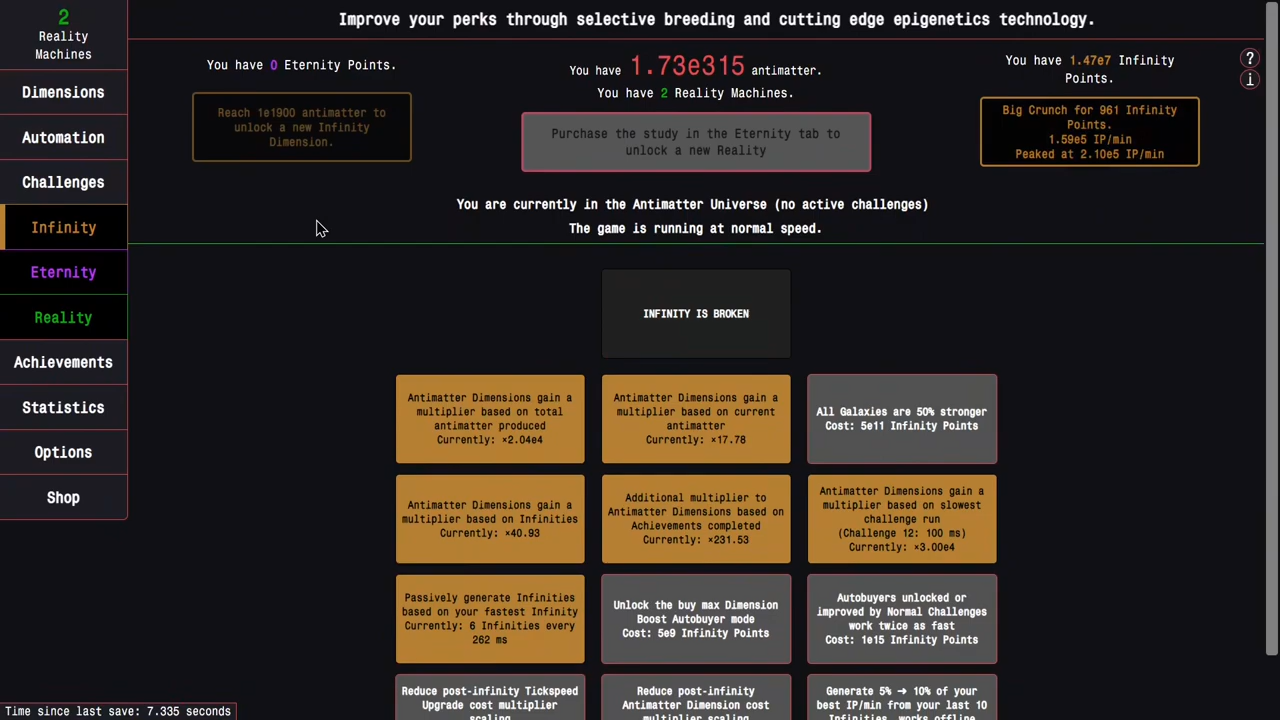 2
Reality
Machines
Dimensions
Automation
Challenges
Infinity
Eternity
Reality
Achievements
Statistics
Options
Shop
Improve your perks through selective breeding and cutting edge epigenetics technology.
You have 0 Eternity Points.
Reach 1e1900 antimatter to
unlock a new Infinity
Dimension.
You have 1.73e315 antimatter.
You have 2 Reality Machines.
Purchase the study in the Eternity tab to
unlock a new Reality
You have 1.47e7 Infinity
Points.
Big Crunch for 961 Infinity
Points.
1.59e5 IP/min
Peaked at 2.10e5 IP/min
?
i
You are currently in the Antimatter Universe (no active challenges)
The game is running at normal speed.
INFINITY IS BROKEN
Antimatter Dimensions gain a
multiplier based on total
antimatter produced
Currently: ×2.04e4
Antimatter Dimensions gain a
multiplier based on current
antimatter
Currently: ×17.78
All Galaxies are 50% stronger
Cost: 5e11 Infinity Points
Antimatter Dimensions gain a
multiplier based on Infinities
Currently: ×40.93
Additional multiplier to
Antimatter Dimensions based on
Achievements completed
Currently: ×231.53
Antimatter Dimensions gain a
multiplier based on slowest
challenge run
(Challenge 12: 100 ms)
Currently: ×3.00e4
Passively generate Infinities
based on your fastest Infinity
Currently: 6 Infinities every
262 ms
Unlock the buy max Dimension
Boost Autobuyer mode
Cost: 5e9 Infinity Points
Autobuyers unlocked or
improved by Normal Challenges
work twice as fast
Cost: 1e15 Infinity Points
Reduce post-infinity Tickspeed
Upgrade cost multiplier
scaling
Reduce post-infinity
Antimatter Dimension cost
multiplier scaling
Generate 5% → 10% of your
best IP/min from your last 10
Infinities, works offline
Time since last save: 7.335 seconds